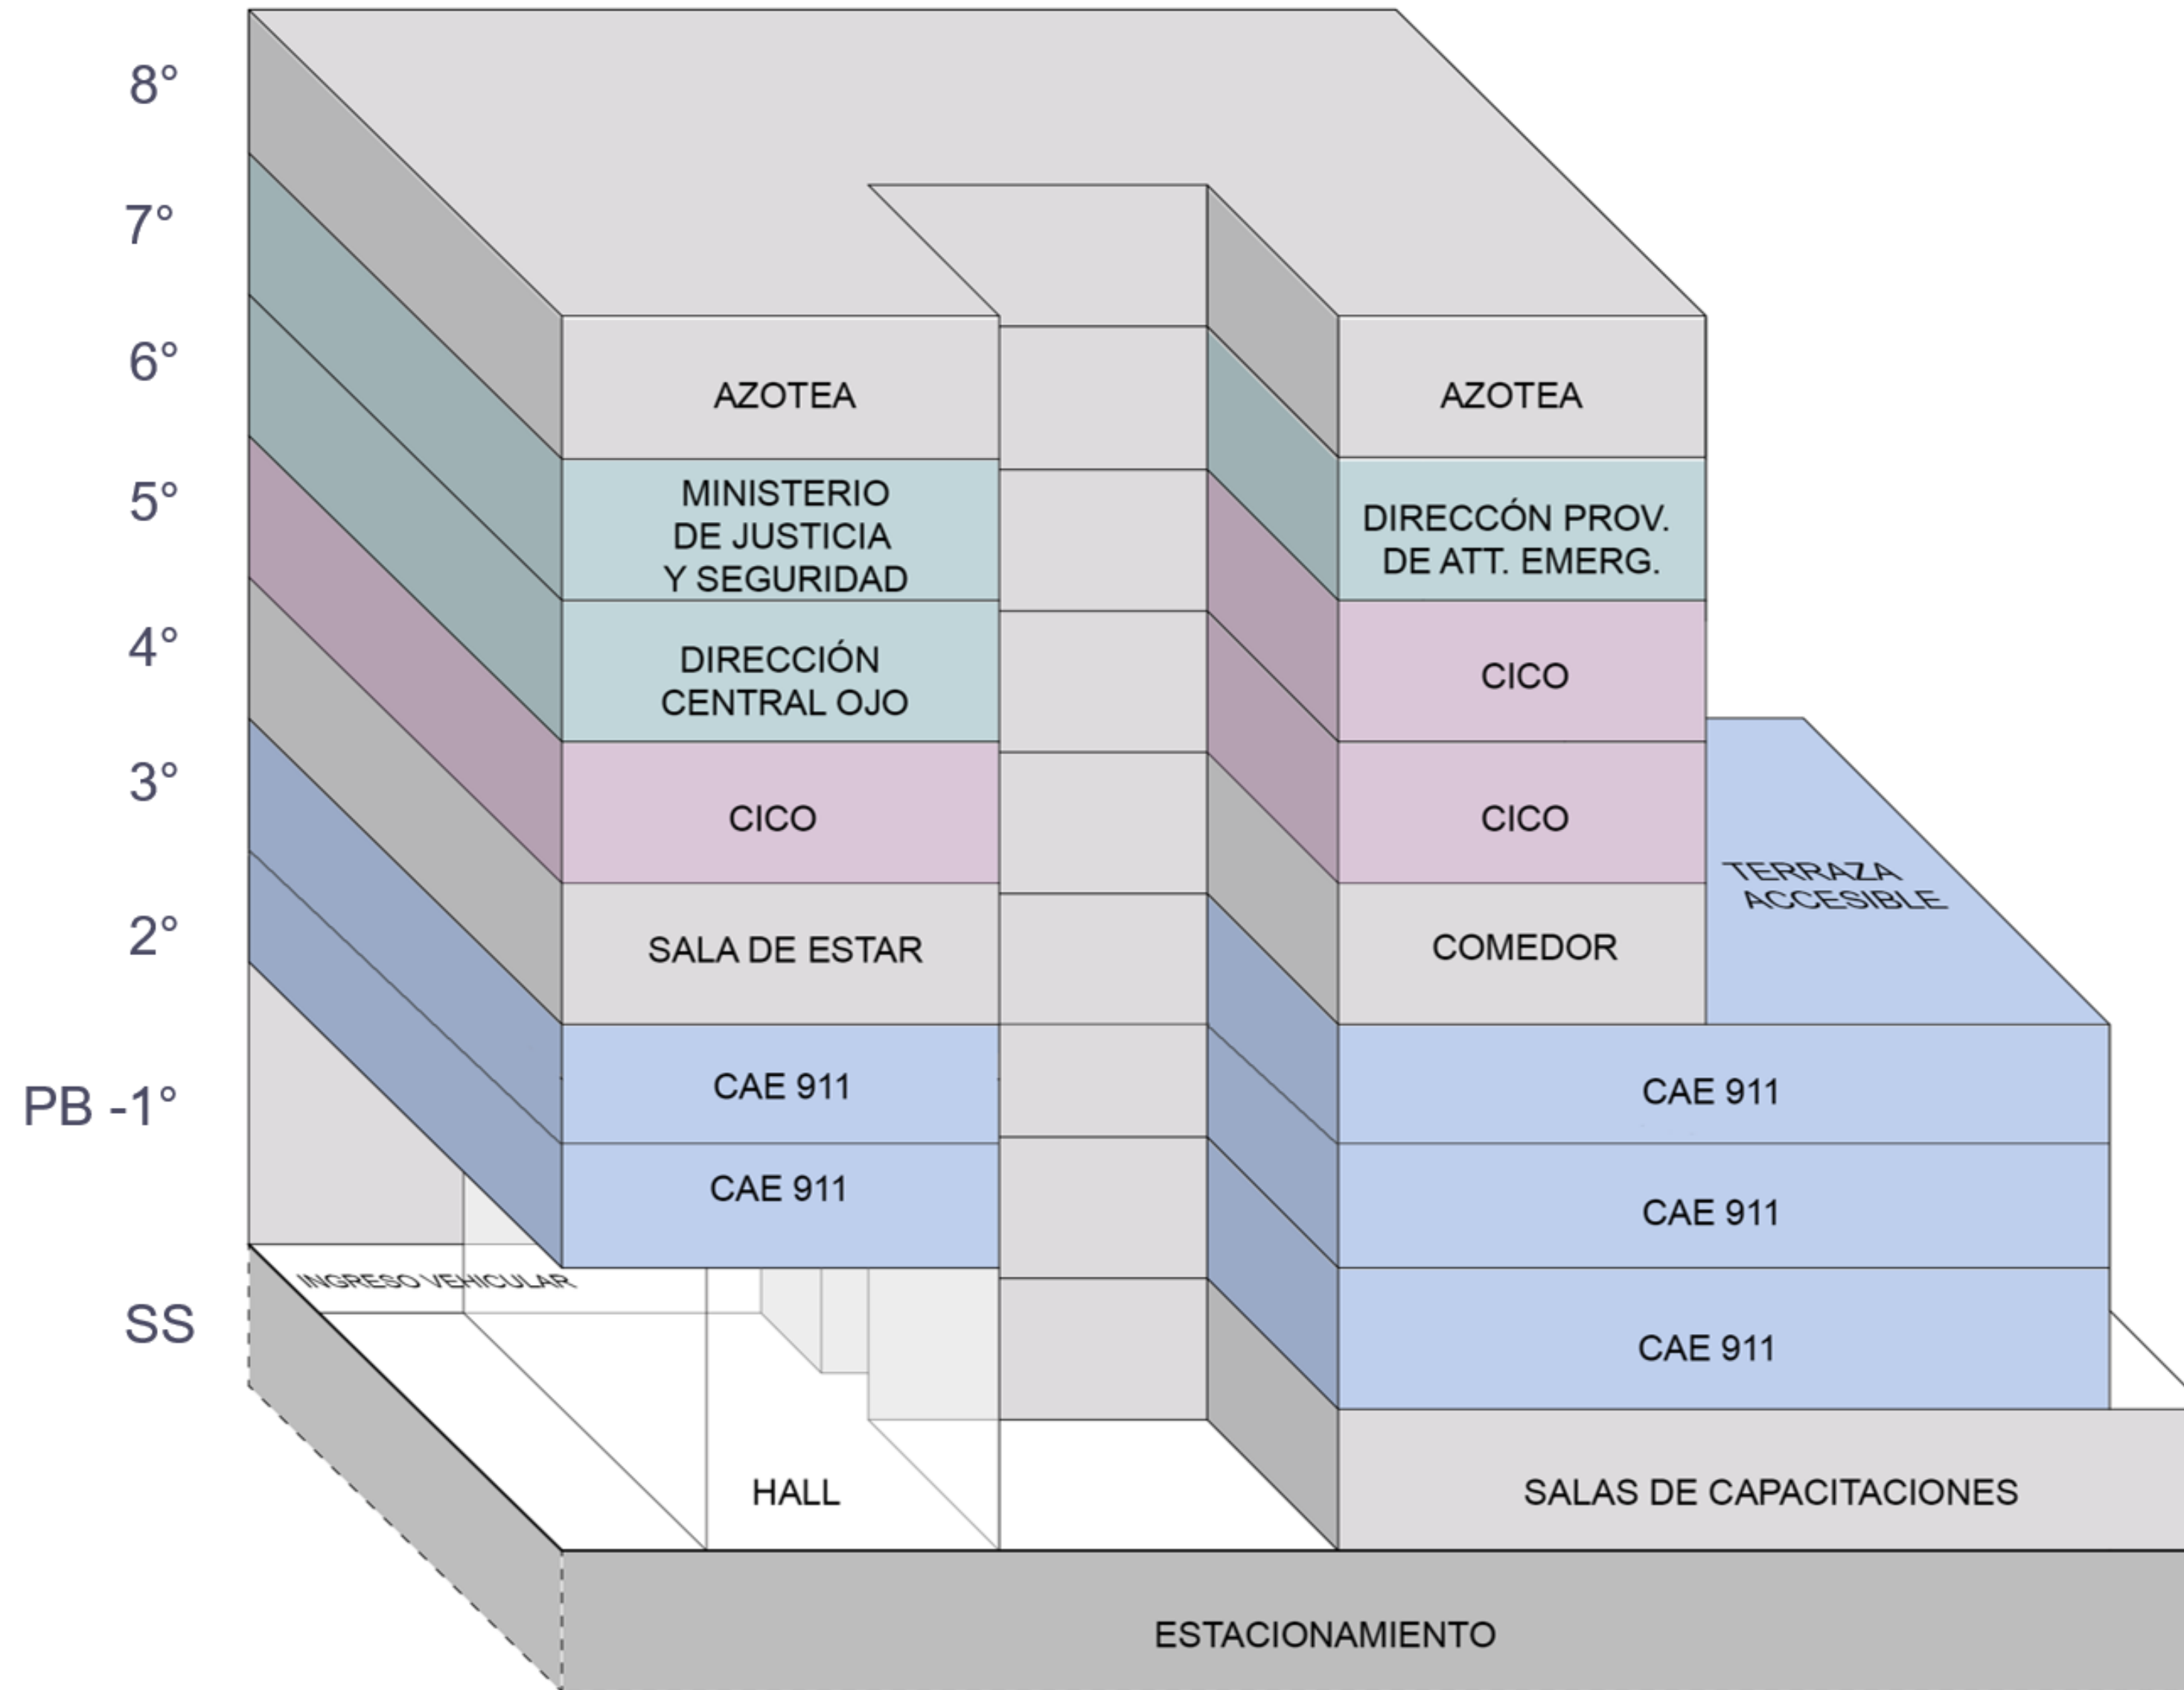 8°
7°
6°
5°
4°
3°
2°
PB -1°
SS
AZOTEA
AZOTEA
MINISTERIO
DE JUSTICIA
Y SEGURIDAD
DIRECCÓN PROV.
DE ATT. EMERG.
DIRECCIÓN
CENTRAL OJO
CICO
CICO
CICO
TERRAZA
ACCESIBLE
SALA DE ESTAR
COMEDOR
CAE 911
CAE 911
CAE 911
CAE 911
INGRESO VEHICULAR
CAE 911
HALL
SALAS DE CAPACITACIONES
ESTACIONAMIENTO